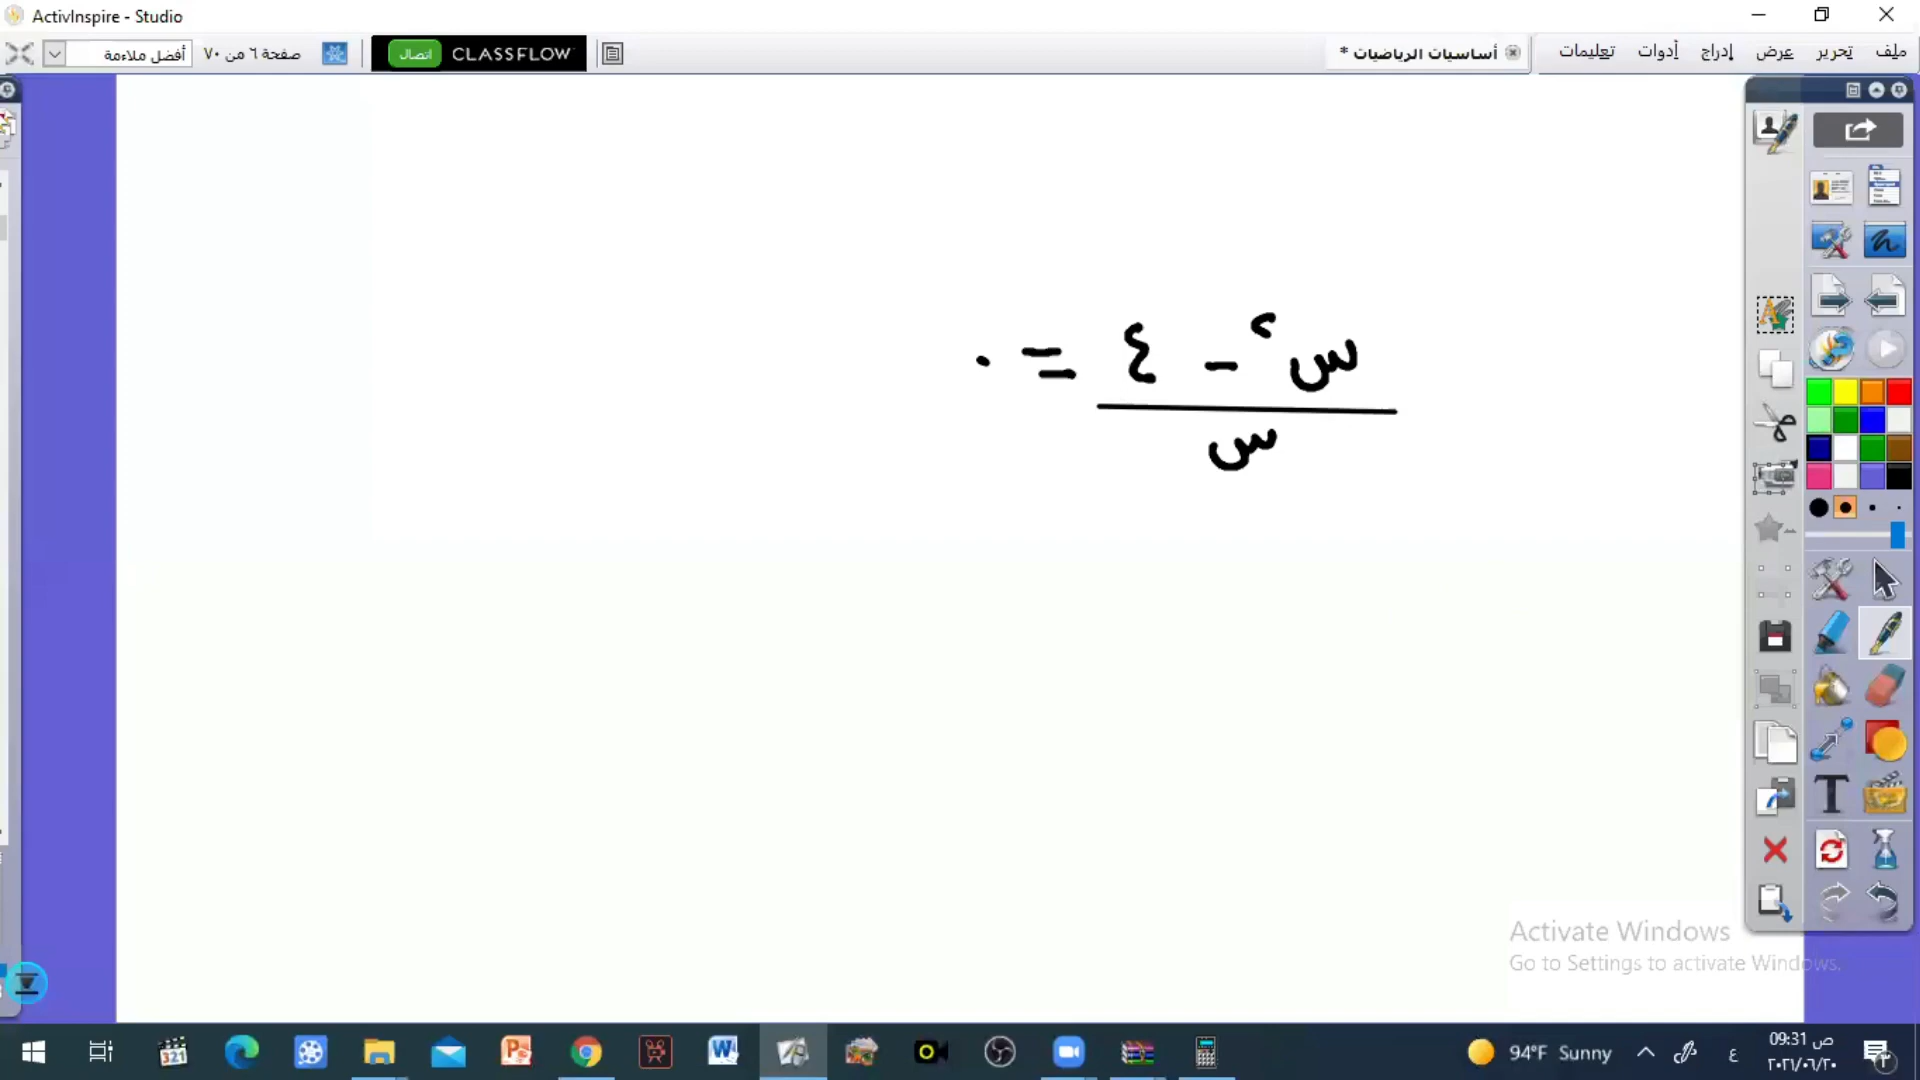 ActivInspire - Studio
ملف تحرير عرض إدراج أدوات تعليمات
أساسيات الرياضيات *
CLASSFLOW اتصال
صفحة ٦ من ٧٠
أفضل ملاءمة
س² - ٤ = ٠
س
Activate Windows
Go to Settings to activate Windows.
94°F Sunny
ع
09:31 ص
٢٠٢١/٠٦/٢٠